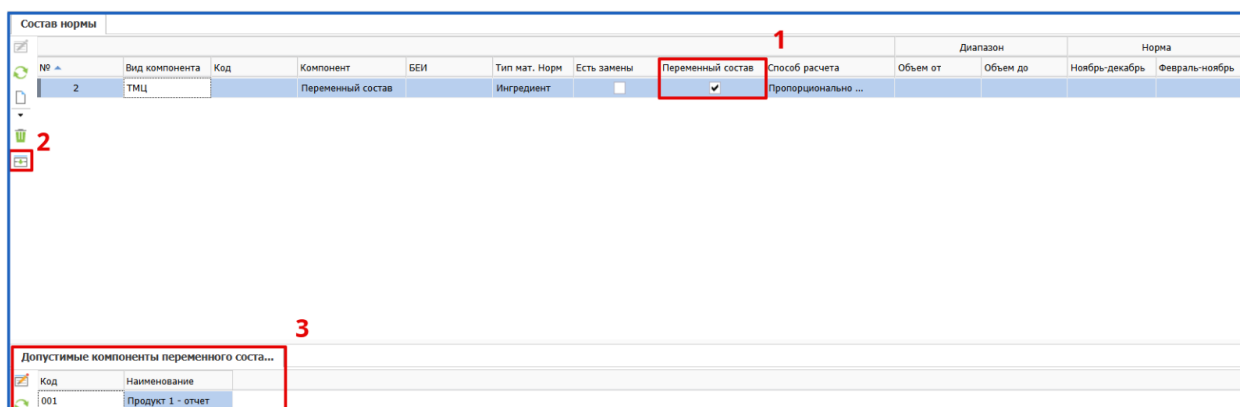 Состав нормы
1
Диапазон Норма
№ Вид компонента Код Компонент БЕИ Тип мат. Норм Есть замены Переменный состав Способ расчета Объем от Объем до Ноябрь-декабрь Февраль-ноябрь
2 ТМЦ Переменный состав Ингредиент Пропорционально ...
2
3
Допустимые компоненты переменного соста...
Код Наименование
001 Продукт 1 - отчет